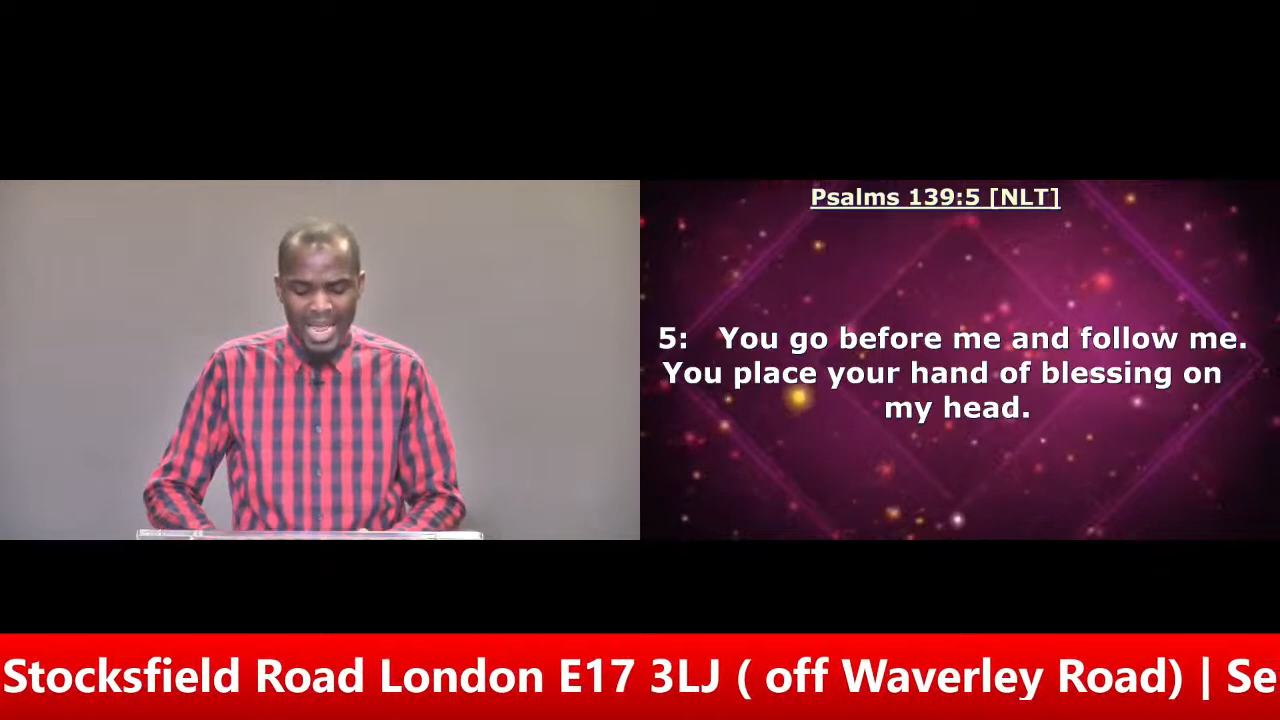 Psalms 139:5 [NLT]
5: You go before me and follow me.
You place your hand of blessing on
my head.
Stocksfield Road London E17 3LJ ( off Waverley Road) | Se